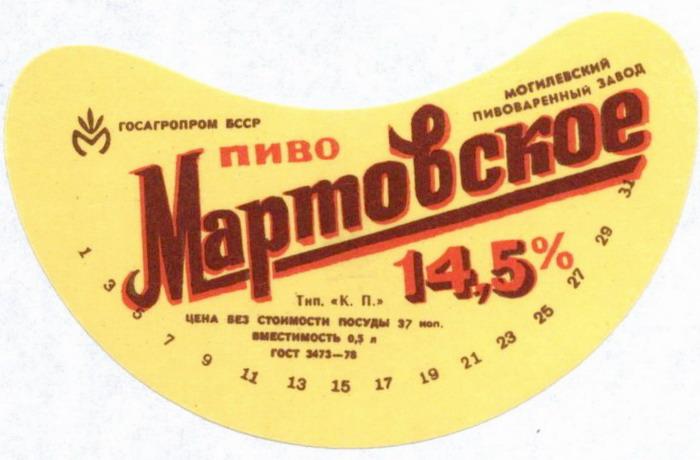 ГОСАГРОПРОМ БССР
МОГИЛЕВСКИЙ
ПИВОВАРЕННЫЙ ЗАВОД
ПИВО
Мартовское
14,5%
Тип. «К. П.»
ЦЕНА БЕЗ СТОИМОСТИ ПОСУДЫ 37 коп.
ВМЕСТИМОСТЬ 0,5 л
ГОСТ 3473—78
1 3 5 7 9 11 13 15 17 19 21 23 25 27 29 31